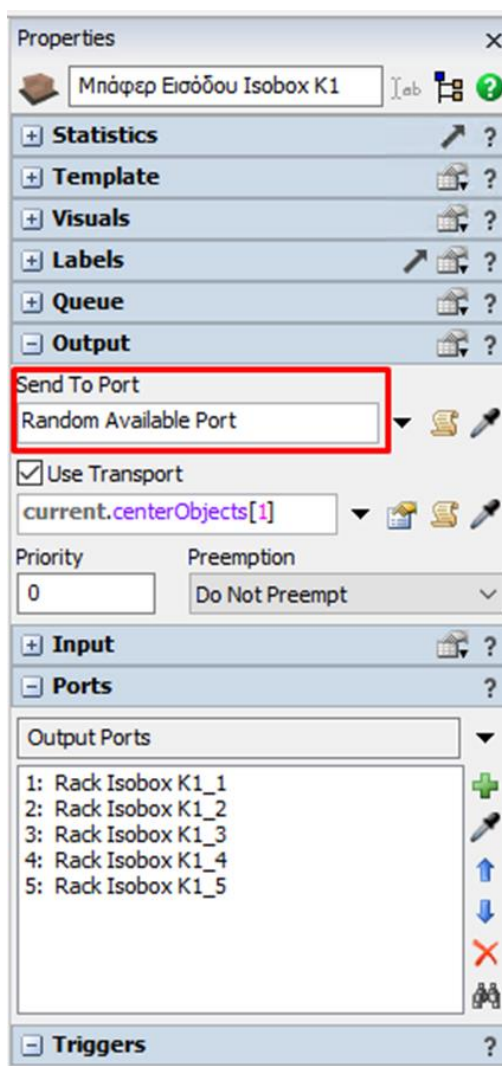 Properties
Μπάφερ Εισόδου Isobox K1
Statistics
Template
Visuals
Labels
Queue
Output
Send To Port
Random Available Port
Use Transport
current.centerObjects[1]
Priority Preemption
0 Do Not Preempt
Input
Ports
Output Ports
1: Rack Isobox K1_1
2: Rack Isobox K1_2
3: Rack Isobox K1_3
4: Rack Isobox K1_4
5: Rack Isobox K1_5
Triggers